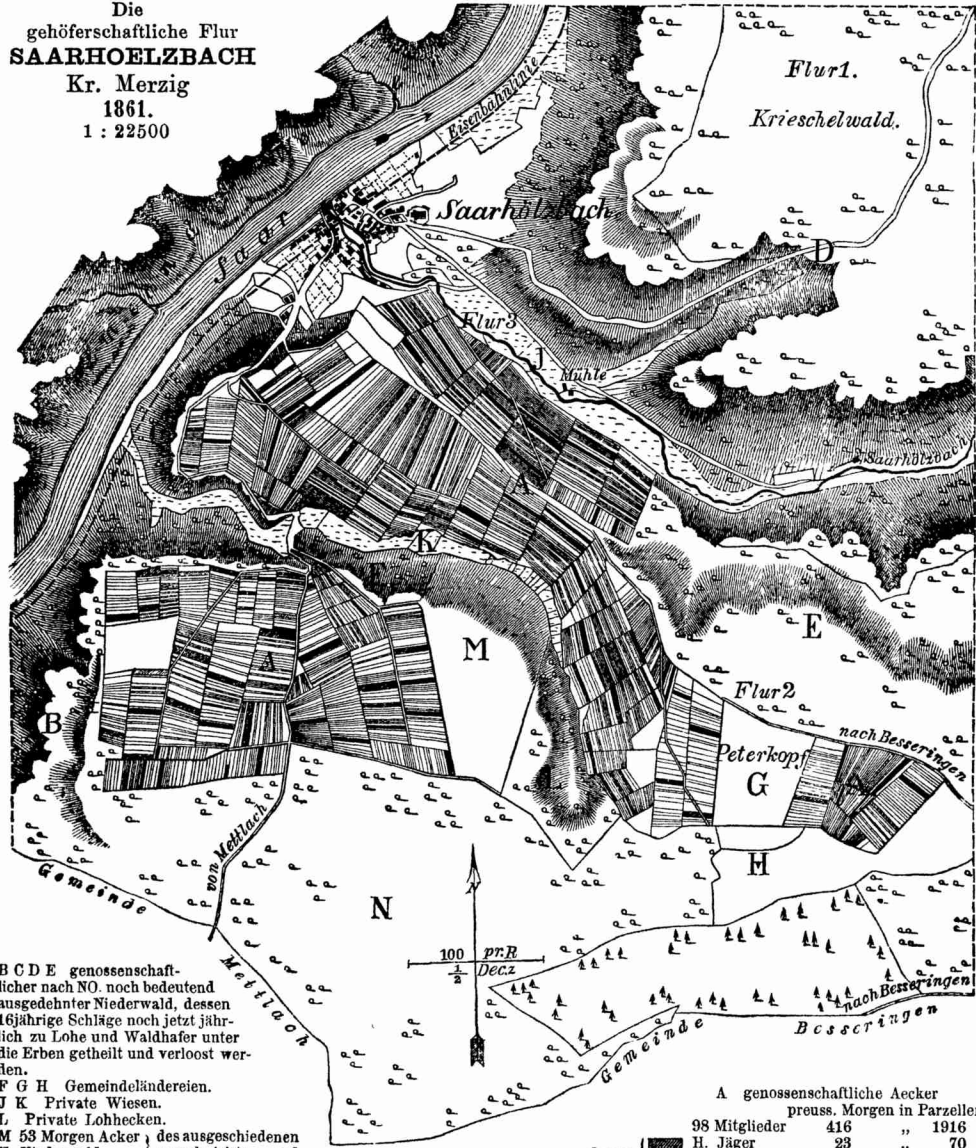 Die
gehöferschaftliche Flur
SAARHOELZBACH
Kr. Merzig
1861.
1 : 22500
Flur1.
Krieschelwald.
Eisenbahnlinie
Saarhölzbach
Saar
D
Flur3
J
Mühle
Saarhölzbach
A
K
F
E
M
A
B
Flur2
nach Besseringen
Peterkopf
G
A
L
H
von Mettlach
Gemeinde
N
N
100 pr.R
1/2 Dec.z
Mettlach
nach Besseringen
Gemeinde
Besseringen
B C D E genossenschaft-
licher nach NO. noch bedeutend
ausgedehnter Niederwald, dessen
16jährige Schläge noch jetzt jähr-
lich zu Lohe und Waldhafer unter
die Erben getheilt und verloost wer-
den.
F G H Gemeindeländereien.
J K Private Wiesen.
L Private Lohhecken.
M 53 Morgen Acker, des ausgeschiedenen
A genossenschaftliche Aecker
preuss. Morgen in Parzellen
98 Mitglieder 416 „ 1916
H. Jäger 23 „ 70